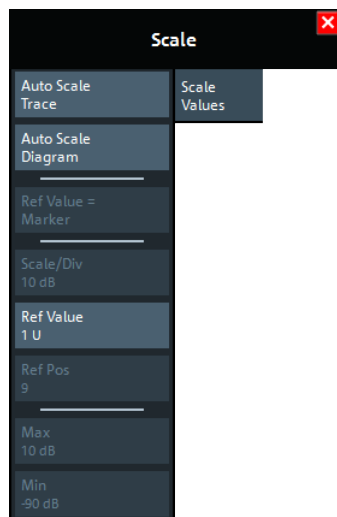 Scale
Auto Scale
Trace
Scale
Values
Auto Scale
Diagram
Ref Value =
Marker
Scale/Div
10 dB
Ref Value
1 U
Ref Pos
9
Max
10 dB
Min
-90 dB